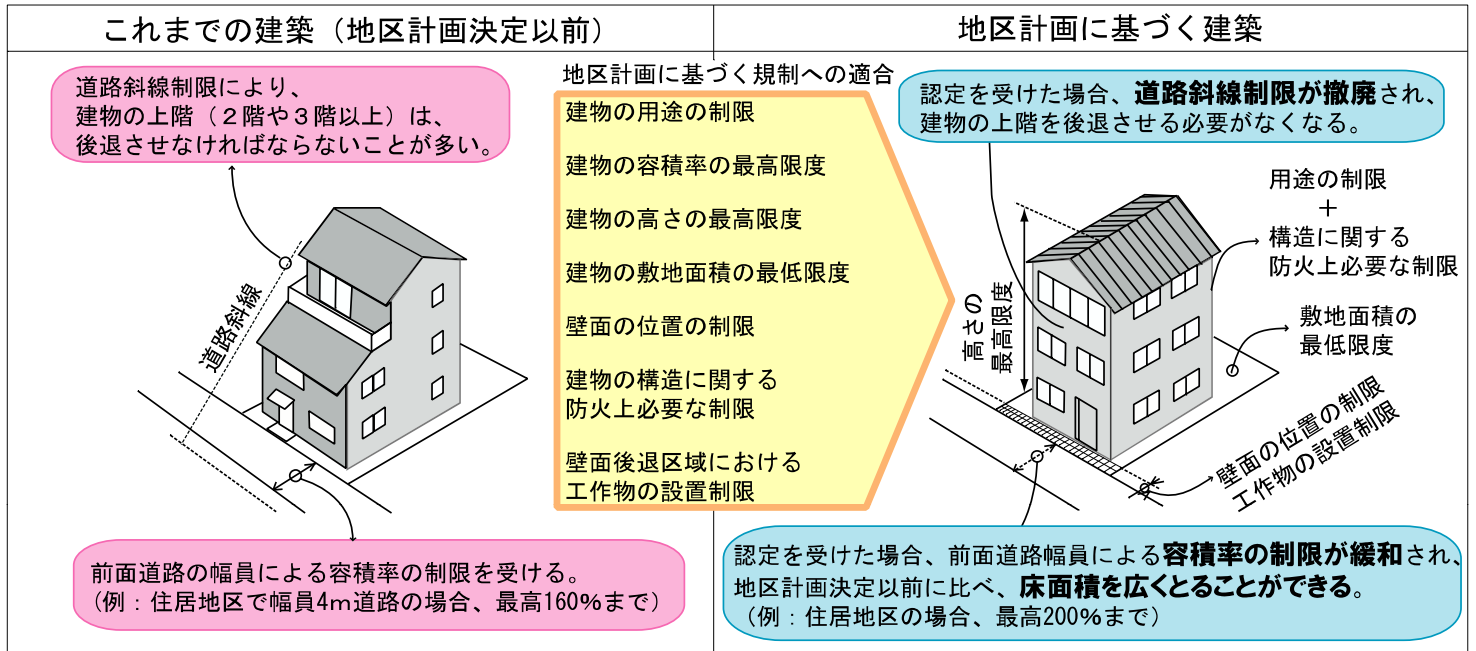 これまでの建築（地区計画決定以前）
地区計画に基づく建築
道路斜線制限により、
建物の上階（２階や３階以上）は、
後退させなければならないことが多い。
道路斜線
前面道路の幅員による容積率の制限を受ける。
（例：住居地区で幅員4ｍ道路の場合、最高160％まで）
地区計画に基づく規制への適合
建物の用途の制限
建物の容積率の最高限度
建物の高さの最高限度
建物の敷地面積の最低限度
壁面の位置の制限
建物の構造に関する
防火上必要な制限
壁面後退区域における
工作物の設置制限
認定を受けた場合、道路斜線制限が撤廃され、
建物の上階を後退させる必要がなくなる。
高さの
最高限度
用途の制限
＋
構造に関する
防火上必要な制限
敷地面積の
最低限度
壁面の位置の制限
工作物の設置制限
認定を受けた場合、前面道路幅員による容積率の制限が緩和され、
地区計画決定以前に比べ、床面積を広くとることができる。
（例：住居地区の場合、最高200％まで）